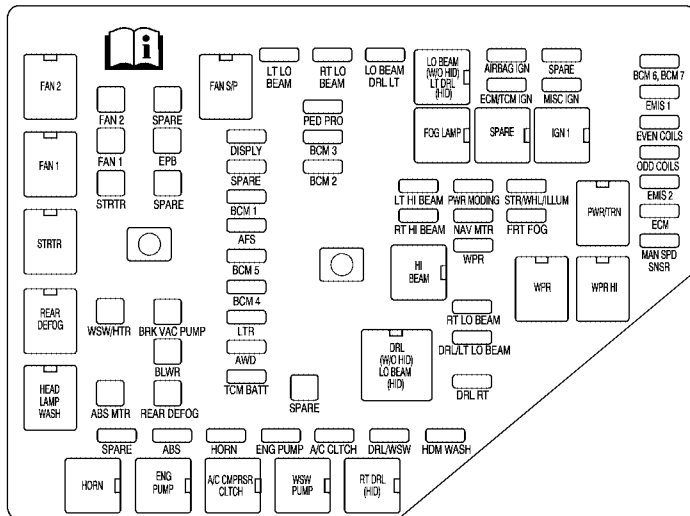 FAN 2
FAN S/P
LT LO
BEAM
RT LO
BEAM
LO BEAM
DRL LT
LO BEAM
(W/O HID)
LT DRL
(HID)
AIRBAG IGN
SPARE
BCM 6, BCM 7
ECM/TCM IGN
MISC IGN
EMIS 1
FAN 2
SPARE
PED PRO
FOG LAMP
SPARE
IGN 1
EVEN COILS
FAN 1
FAN 1
EPB
DISPLY
BCM 3
ODD COILS
SPARE
BCM 2
STRTR
SPARE
BCM 1
LT HI BEAM
PWR MODING
STR/WHL/ILLUM
EMIS 2
PWR/TRN
AFS
RT HI BEAM
NAV MTR
FRT FOG
ECM
STRTR
BCM 5
WPR
MAN SPD
SNSR
HI
BEAM
WPR
WPR HI
BCM 4
REAR
DEFOG
WSW/HTR
BRK VAC PUMP
LTR
RT LO BEAM
DRL
(W/O HID)
LO BEAM
(HID)
DRL/LT LO BEAM
BLWR
AWD
HEAD
LAMP
WASH
ABS MTR
REAR DEFOG
TCM BATT
SPARE
DRL RT
SPARE
ABS
HORN
ENG PUMP
A/C CLTCH
DRL/WSW
HDM WASH
HORN
ENG
PUMP
A/C CMPRSR
CLTCH
WSW
PUMP
RT DRL
(HID)